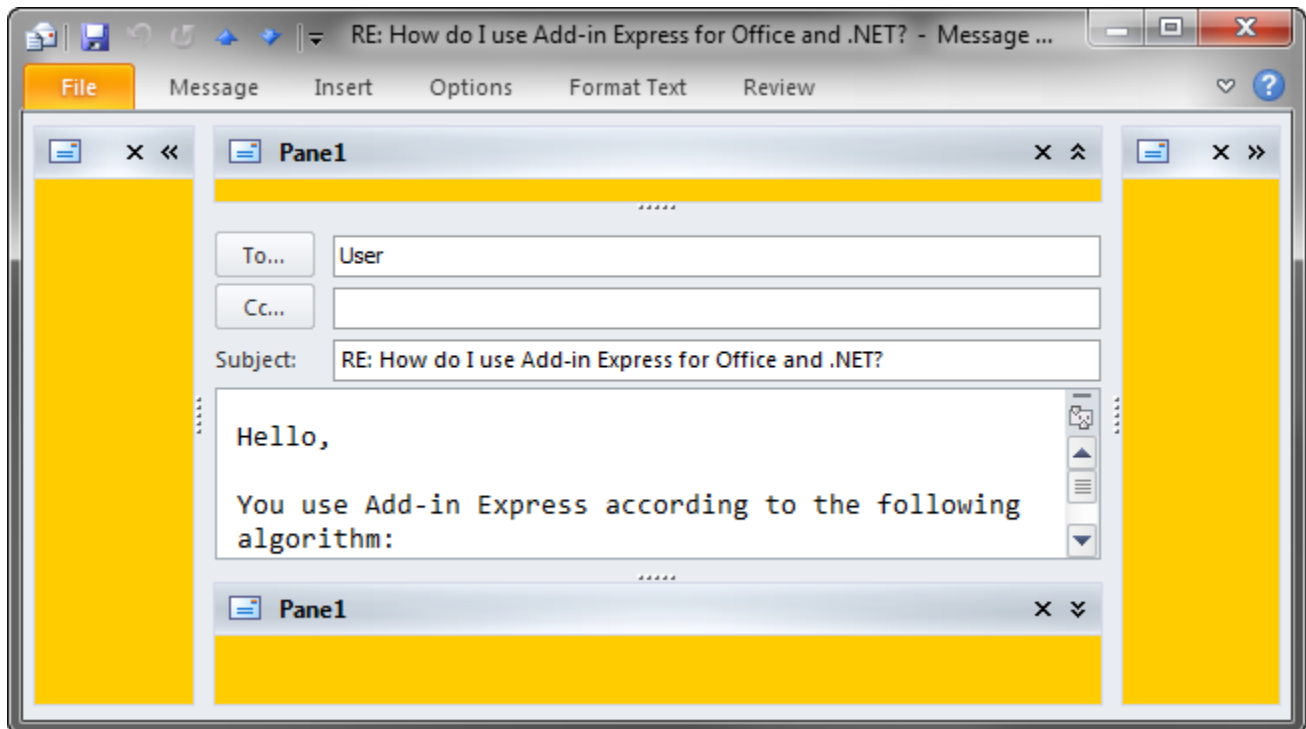 RE: How do I use Add-in Express for Office and .NET? - Message ...
File Message Insert Options Format Text Review
Pane1
To... User
Cc...
Subject: RE: How do I use Add-in Express for Office and .NET?
Hello,
You use Add-in Express according to the following
algorithm:
Pane1